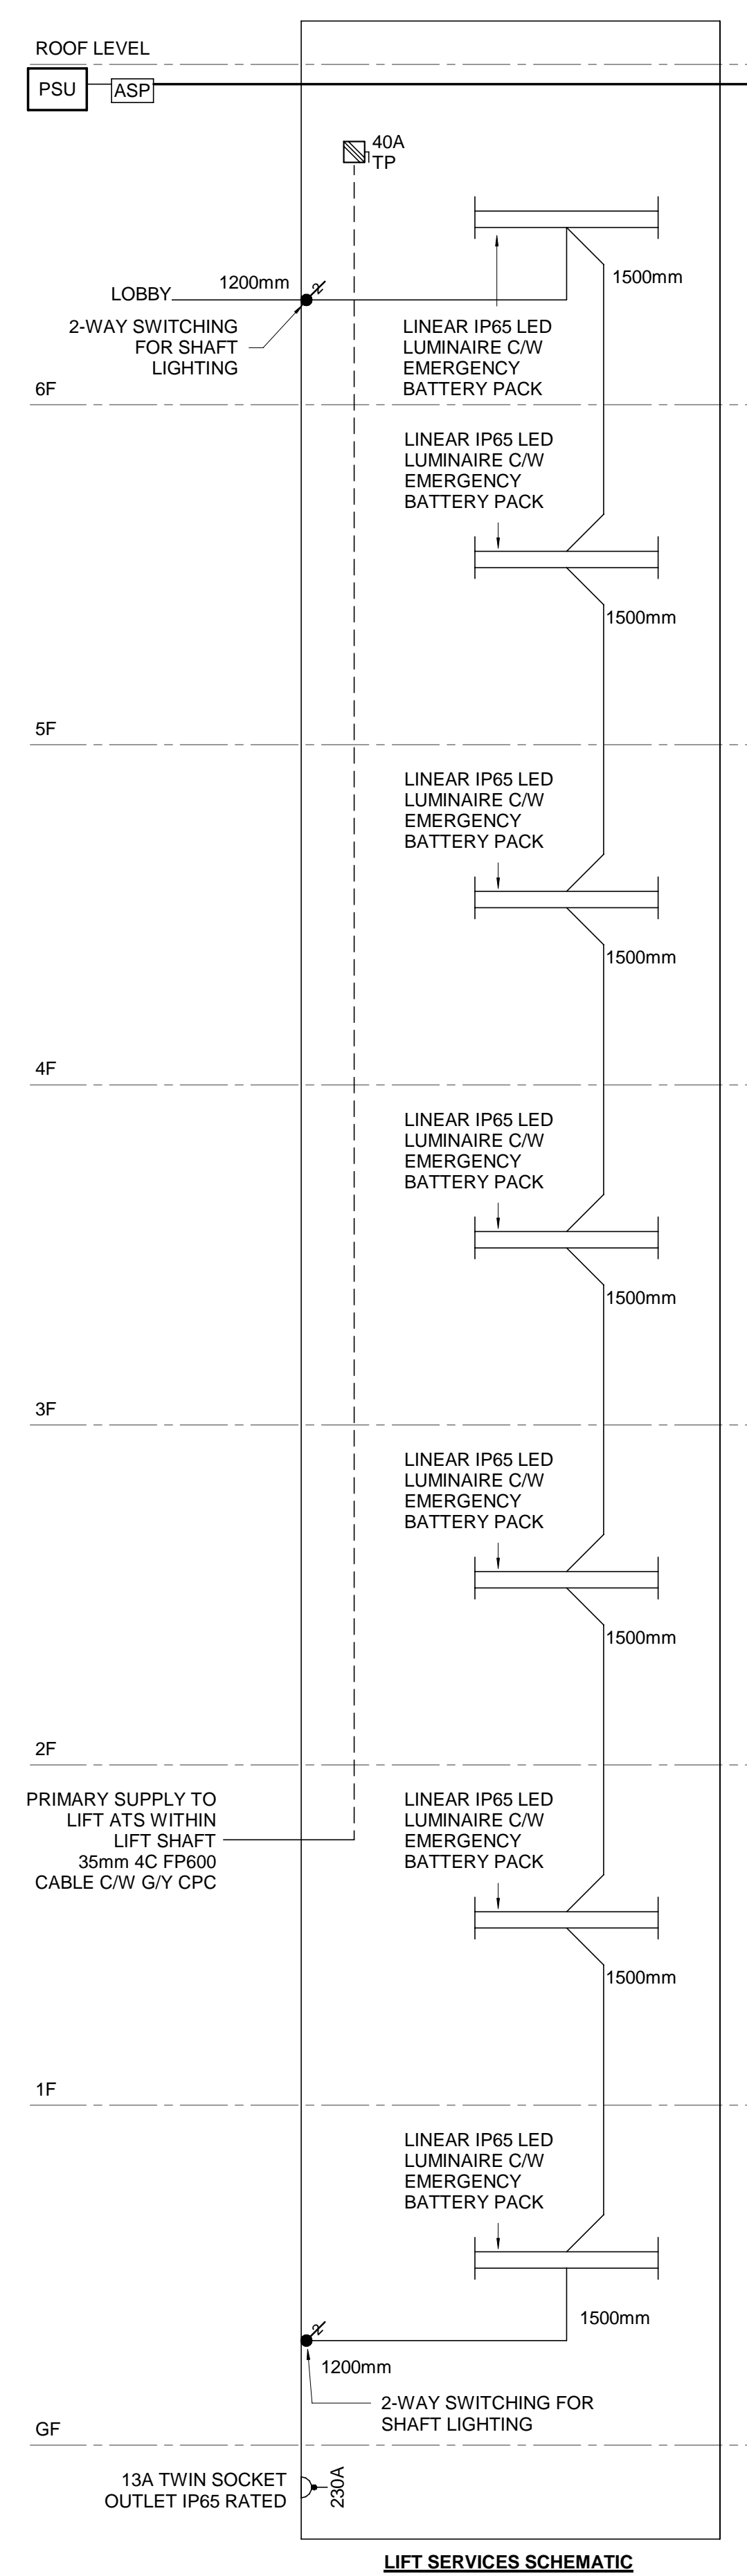 ROOF LEVEL
PSU
ASP
40A
TP
1500mm
1200mm
LOBBY
2
2-WAY SWITCHING
FOR SHAFT
LIGHTING
LINEAR IP65 LED
LUMINAIRE C/W
EMERGENCY
BATTERY PACK
6F
LINEAR IP65 LED
LUMINAIRE C/W
EMERGENCY
BATTERY PACK
1500mm
5F
LINEAR IP65 LED
LUMINAIRE C/W
EMERGENCY
BATTERY PACK
1500mm
4F
LINEAR IP65 LED
LUMINAIRE C/W
EMERGENCY
BATTERY PACK
1500mm
3F
LINEAR IP65 LED
LUMINAIRE C/W
EMERGENCY
BATTERY PACK
1500mm
2F
PRIMARY SUPPLY TO
LIFT ATS WITHIN
LIFT SHAFT
35mm 4C FP600
CABLE C/W G/Y CPC
LINEAR IP65 LED
LUMINAIRE C/W
EMERGENCY
BATTERY PACK
1500mm
1F
LINEAR IP65 LED
LUMINAIRE C/W
EMERGENCY
BATTERY PACK
1500mm
2
1200mm
2-WAY SWITCHING FOR
SHAFT LIGHTING
GF
13A TWIN SOCKET
OUTLET IP65 RATED
230A
LIFT SERVICES SCHEMATIC